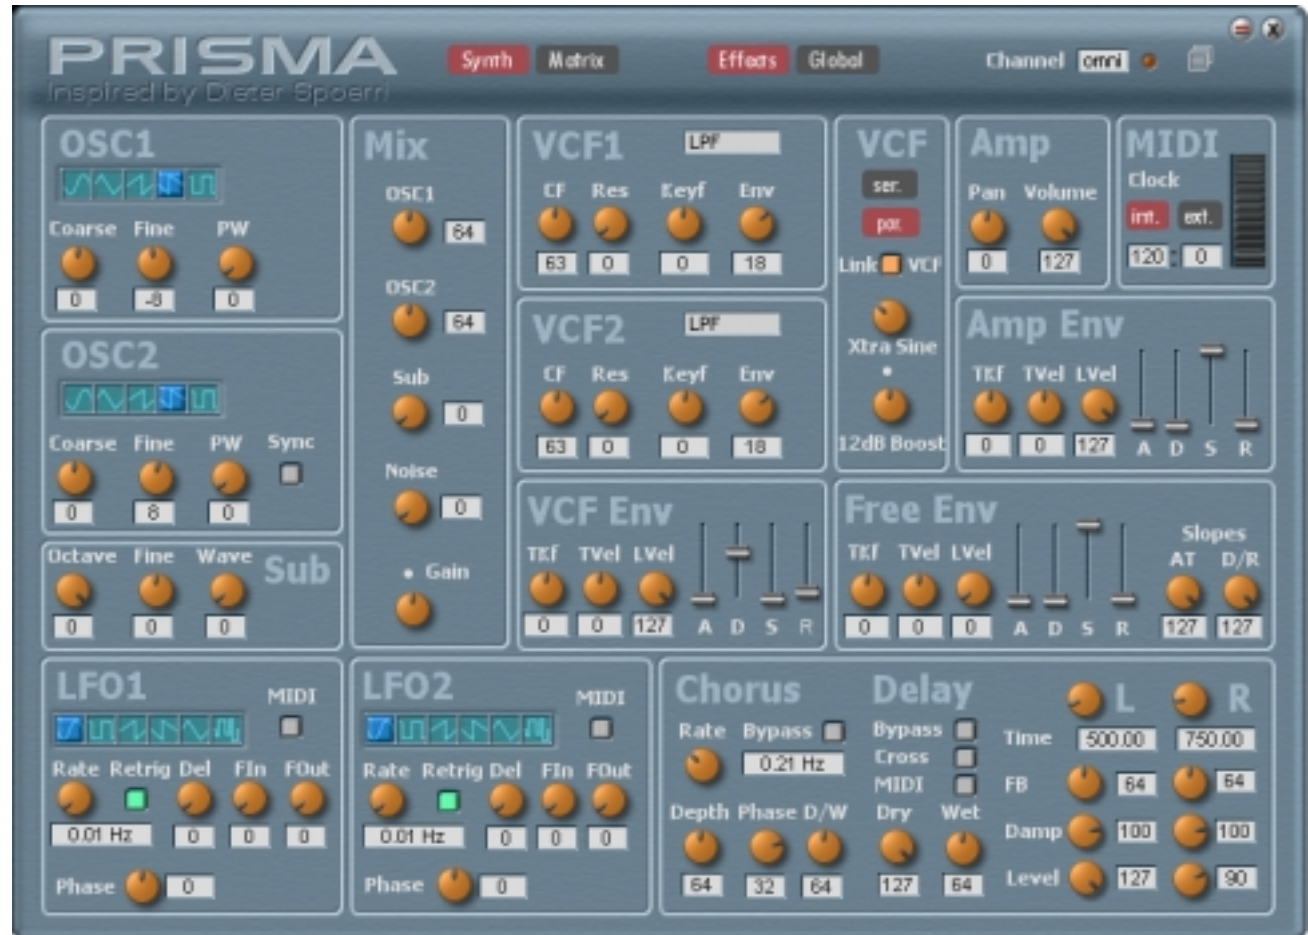 PRISMA
Inspired by Dieter Spoerri
Synth Matrix Effects Global Channel omni
OSC1
Coarse Fine PW
0 -8 0
OSC2
Coarse Fine PW Sync
0 8 0
Octave Fine Wave Sub
0 0 0
Mix
OSC1
64
OSC2
64
Sub
0
Noise
0
Gain
VCF1 LPF
CF Res Keyf Env
63 0 0 18
VCF2 LPF
CF Res Keyf Env
63 0 0 18
VCF
ser.
par.
Link VCF
Xtra Sine
12dB Boost
Amp
Pan Volume
0 127
MIDI
Clock
int. ext.
120 : 0
Amp Env
TKf TVel LVel
0 0 127 A D S R
VCF Env
TKf TVel LVel
0 0 127 A D S R
Free Env
Slopes
TKf TVel LVel AT D/R
0 0 0 A D S R 127 127
LFO1 MIDI
Rate Retrig Del FIn FOut
0.01 Hz 0 0 0
Phase 0
LFO2 MIDI
Rate Retrig Del FIn FOut
0.01 Hz 0 0 0
Phase 0
Chorus
Rate Bypass
0.21 Hz
Depth Phase D/W
64 32 64
Delay
Bypass
Cross
MIDI
Dry Wet
127 64
L R
Time 500.00 750.00
FB 64 64
Damp 100 100
Level 127 90